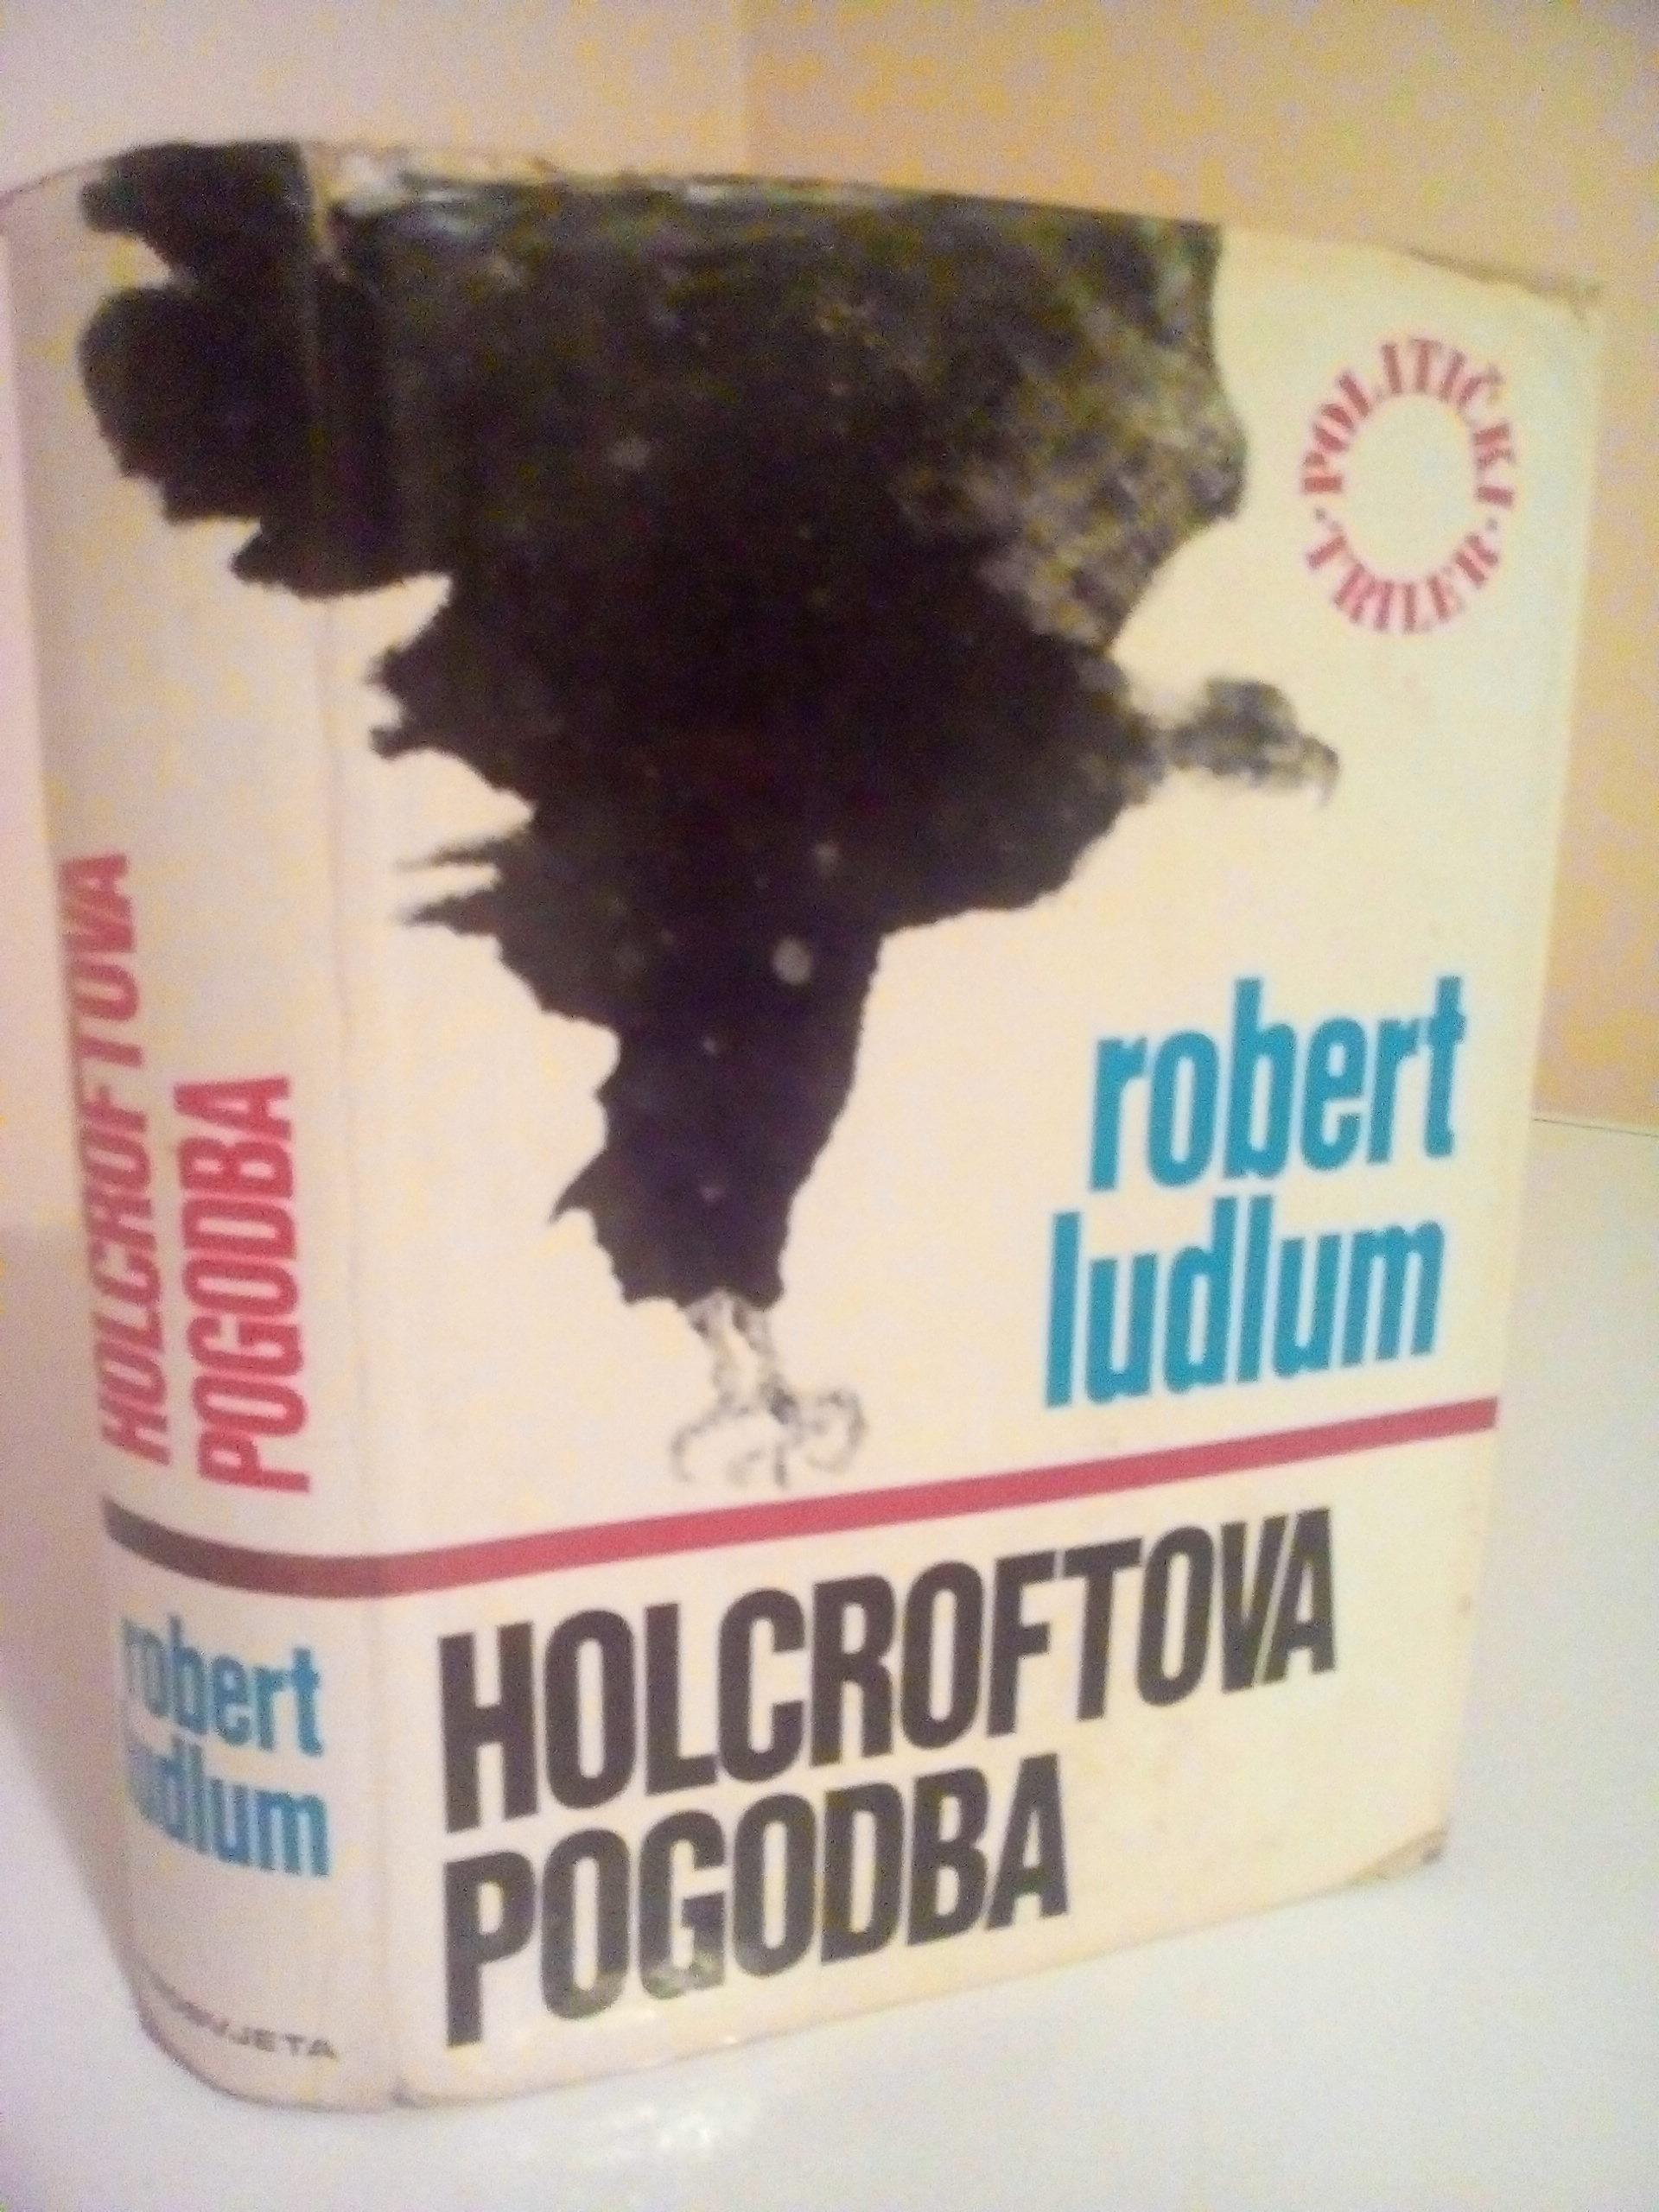 HOLCROFTOVA
POGODBA
robert
ludlum
POLITIČKI
TRILER
robert
ludlum
HOLCROFTOVA
POGODBA